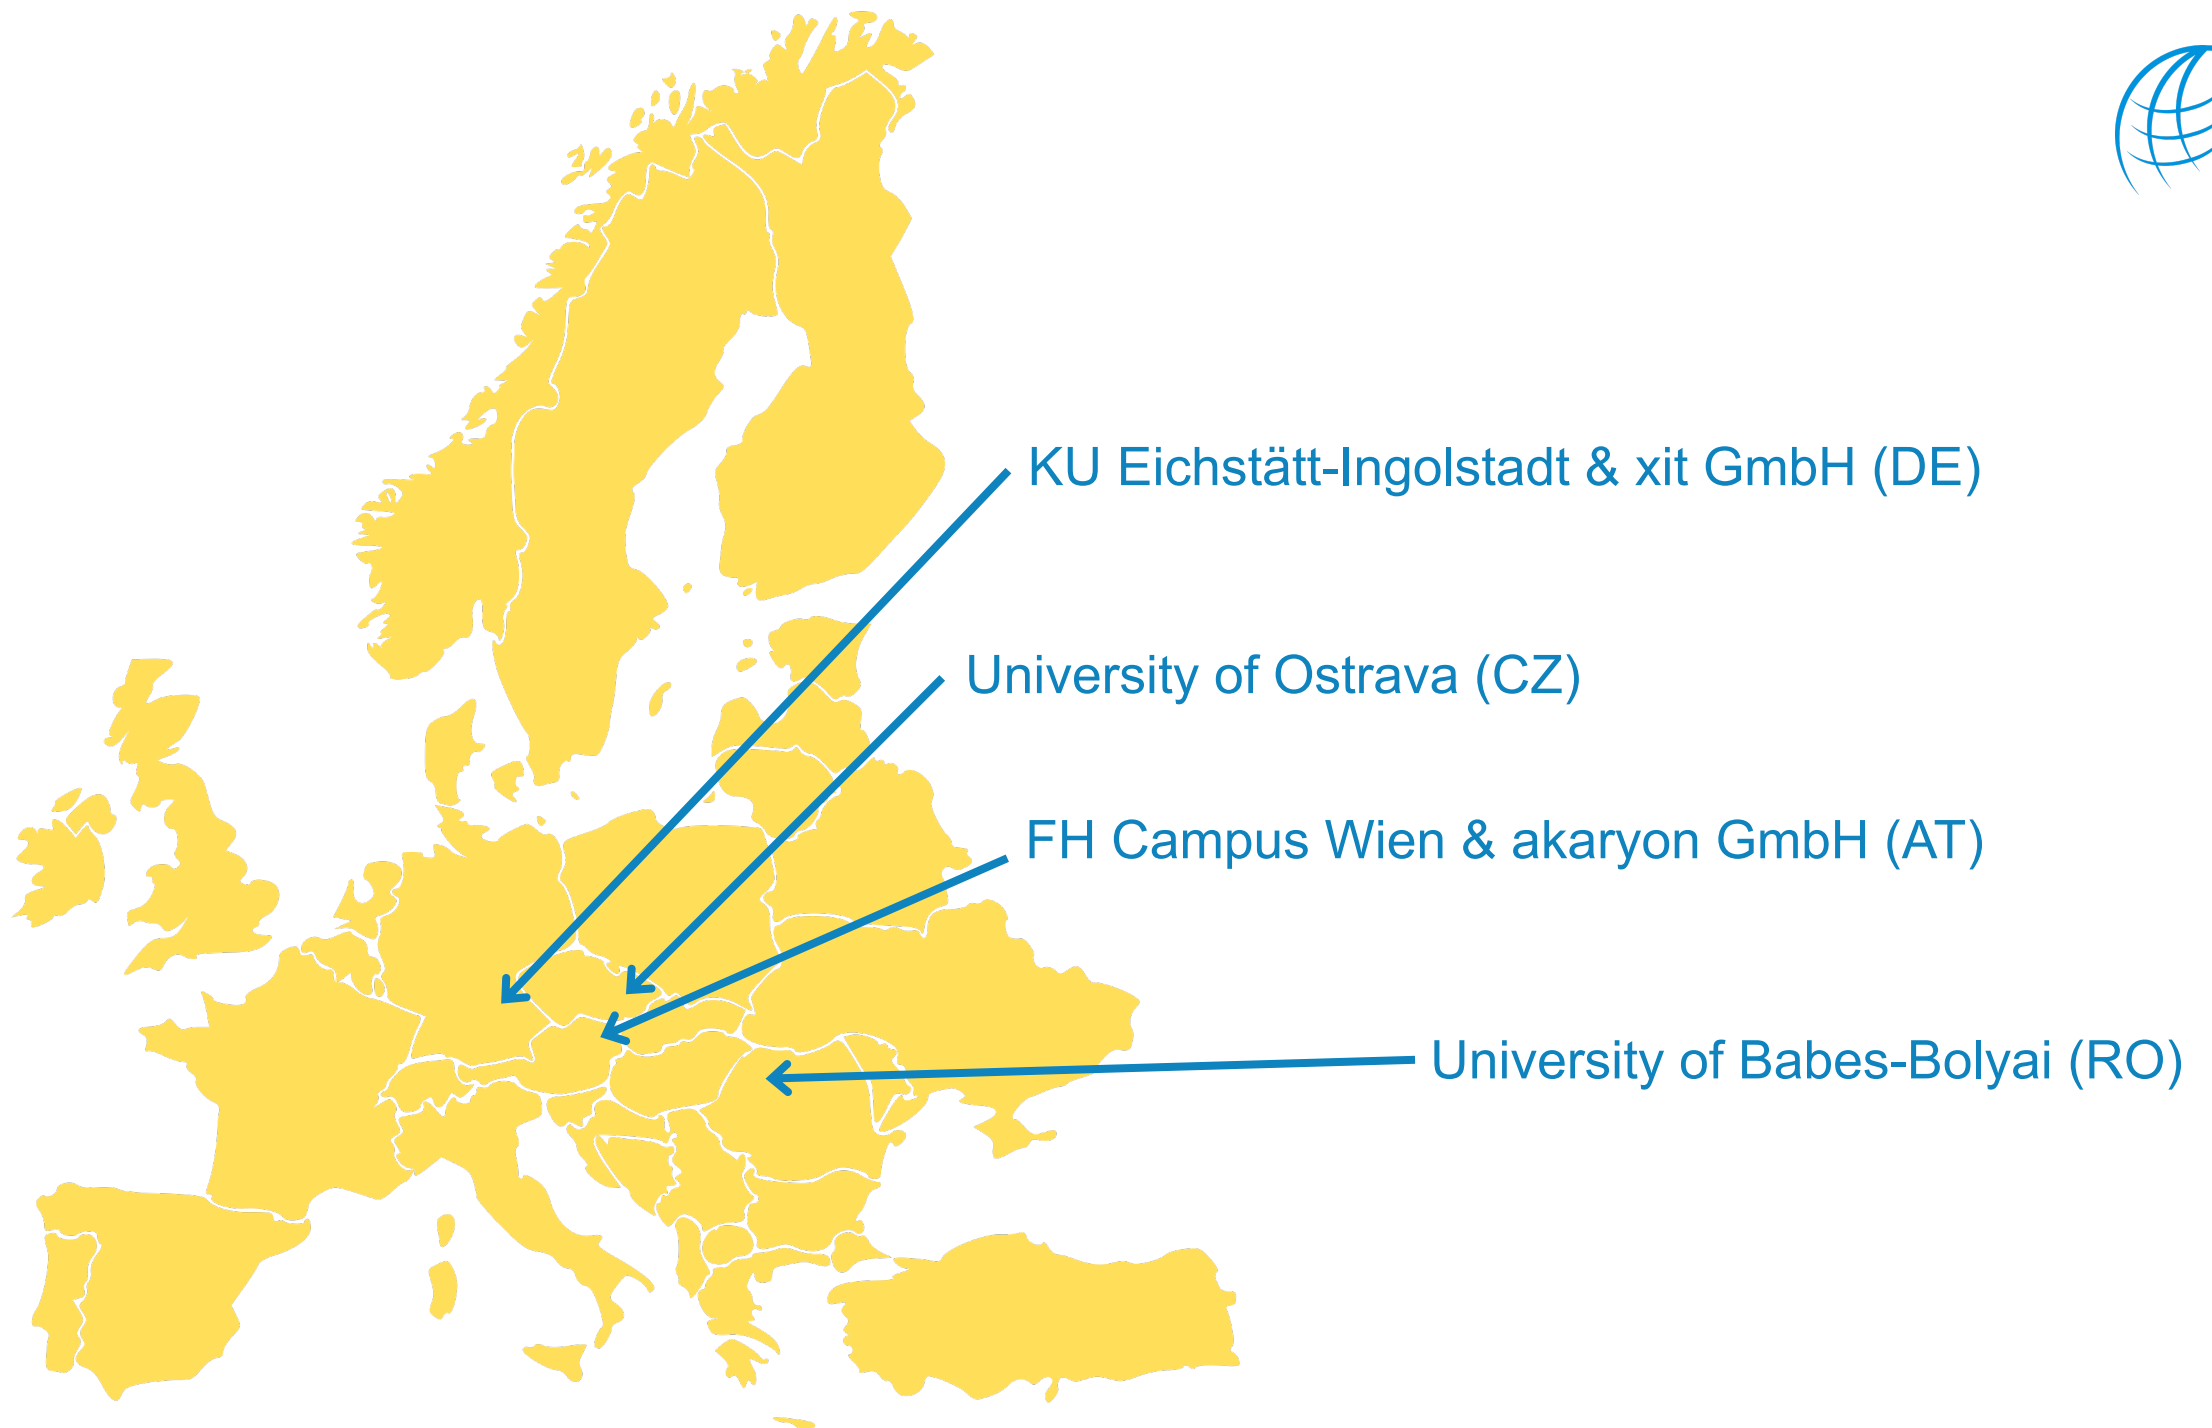 KU Eichstätt-Ingolstadt & xit GmbH (DE)
University of Ostrava (CZ)
FH Campus Wien & akaryon GmbH (AT)
University of Babes-Bolyai (RO)